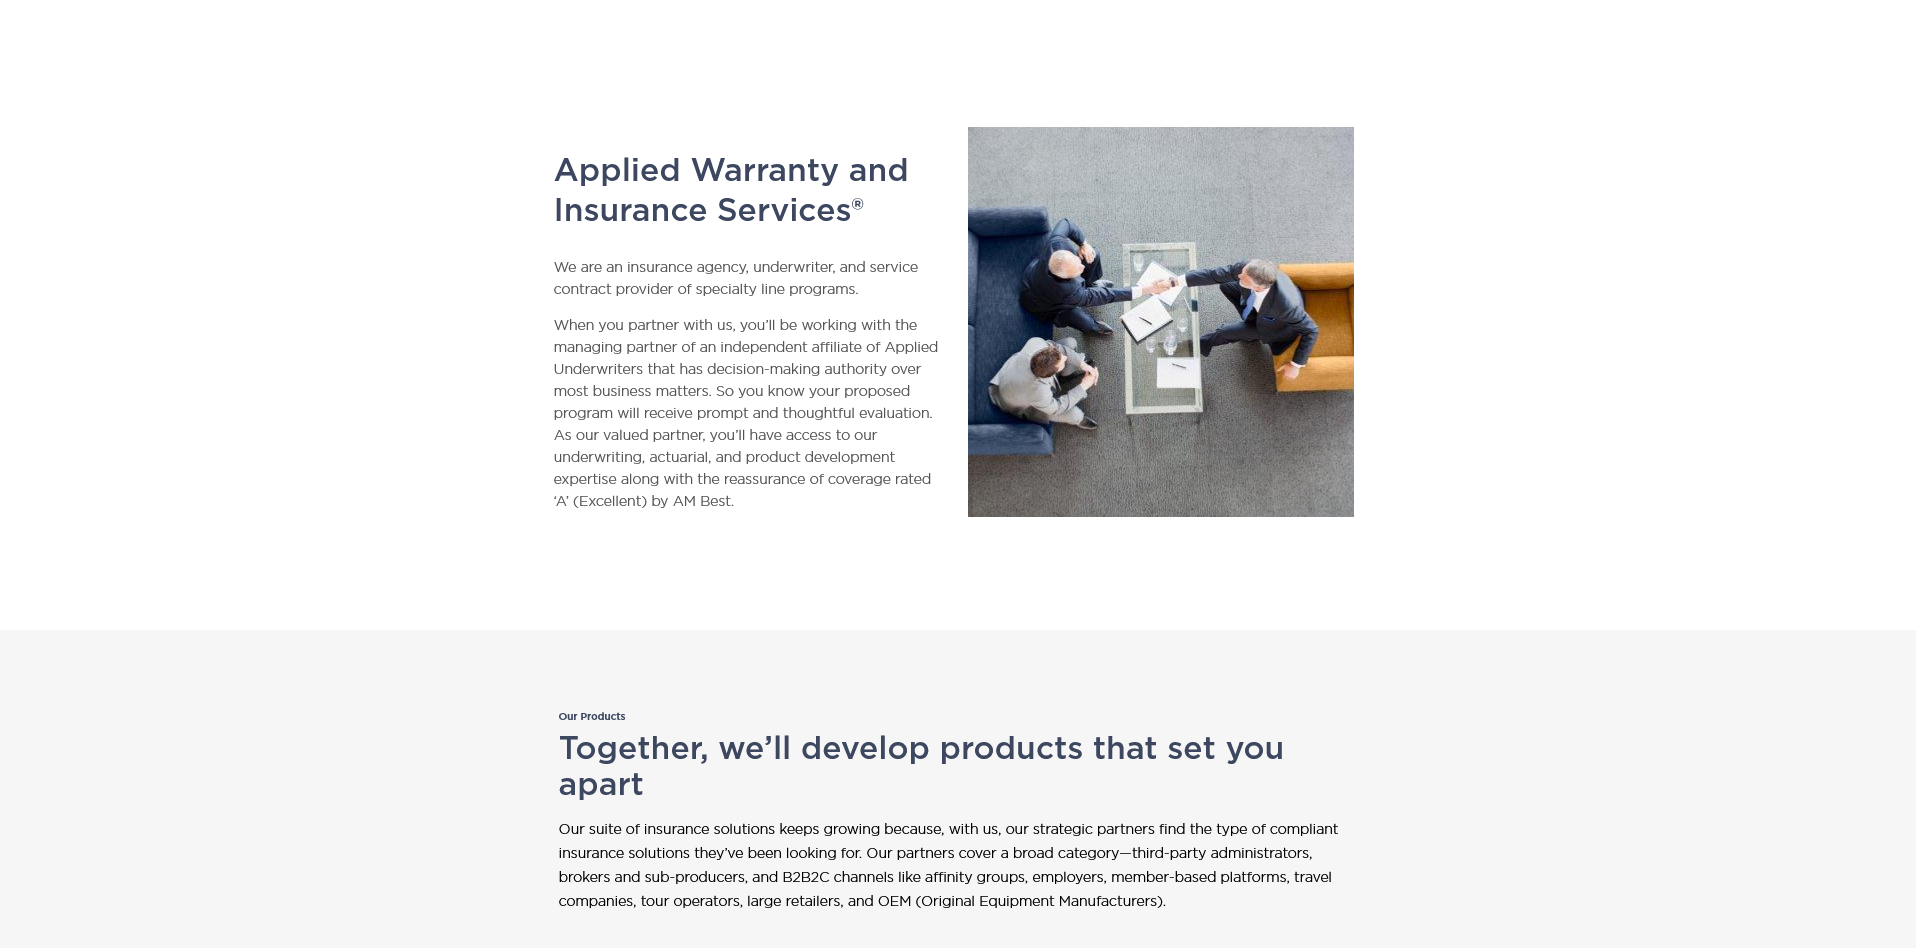 Applied Warranty and
Insurance Services®
We are an insurance agency, underwriter, and service
contract provider of specialty line programs.
When you partner with us, you’ll be working with the
managing partner of an independent affiliate of Applied
Underwriters that has decision-making authority over
most business matters. So you know your proposed
program will receive prompt and thoughtful evaluation.
As our valued partner, you’ll have access to our
underwriting, actuarial, and product development
expertise along with the reassurance of coverage rated
‘A’ (Excellent) by AM Best.
Our Products
Together, we’ll develop products that set you
apart
Our suite of insurance solutions keeps growing because, with us, our strategic partners find the type of compliant
insurance solutions they’ve been looking for. Our partners cover a broad category—third-party administrators,
brokers and sub-producers, and B2B2C channels like affinity groups, employers, member-based platforms, travel
companies, tour operators, large retailers, and OEM (Original Equipment Manufacturers).